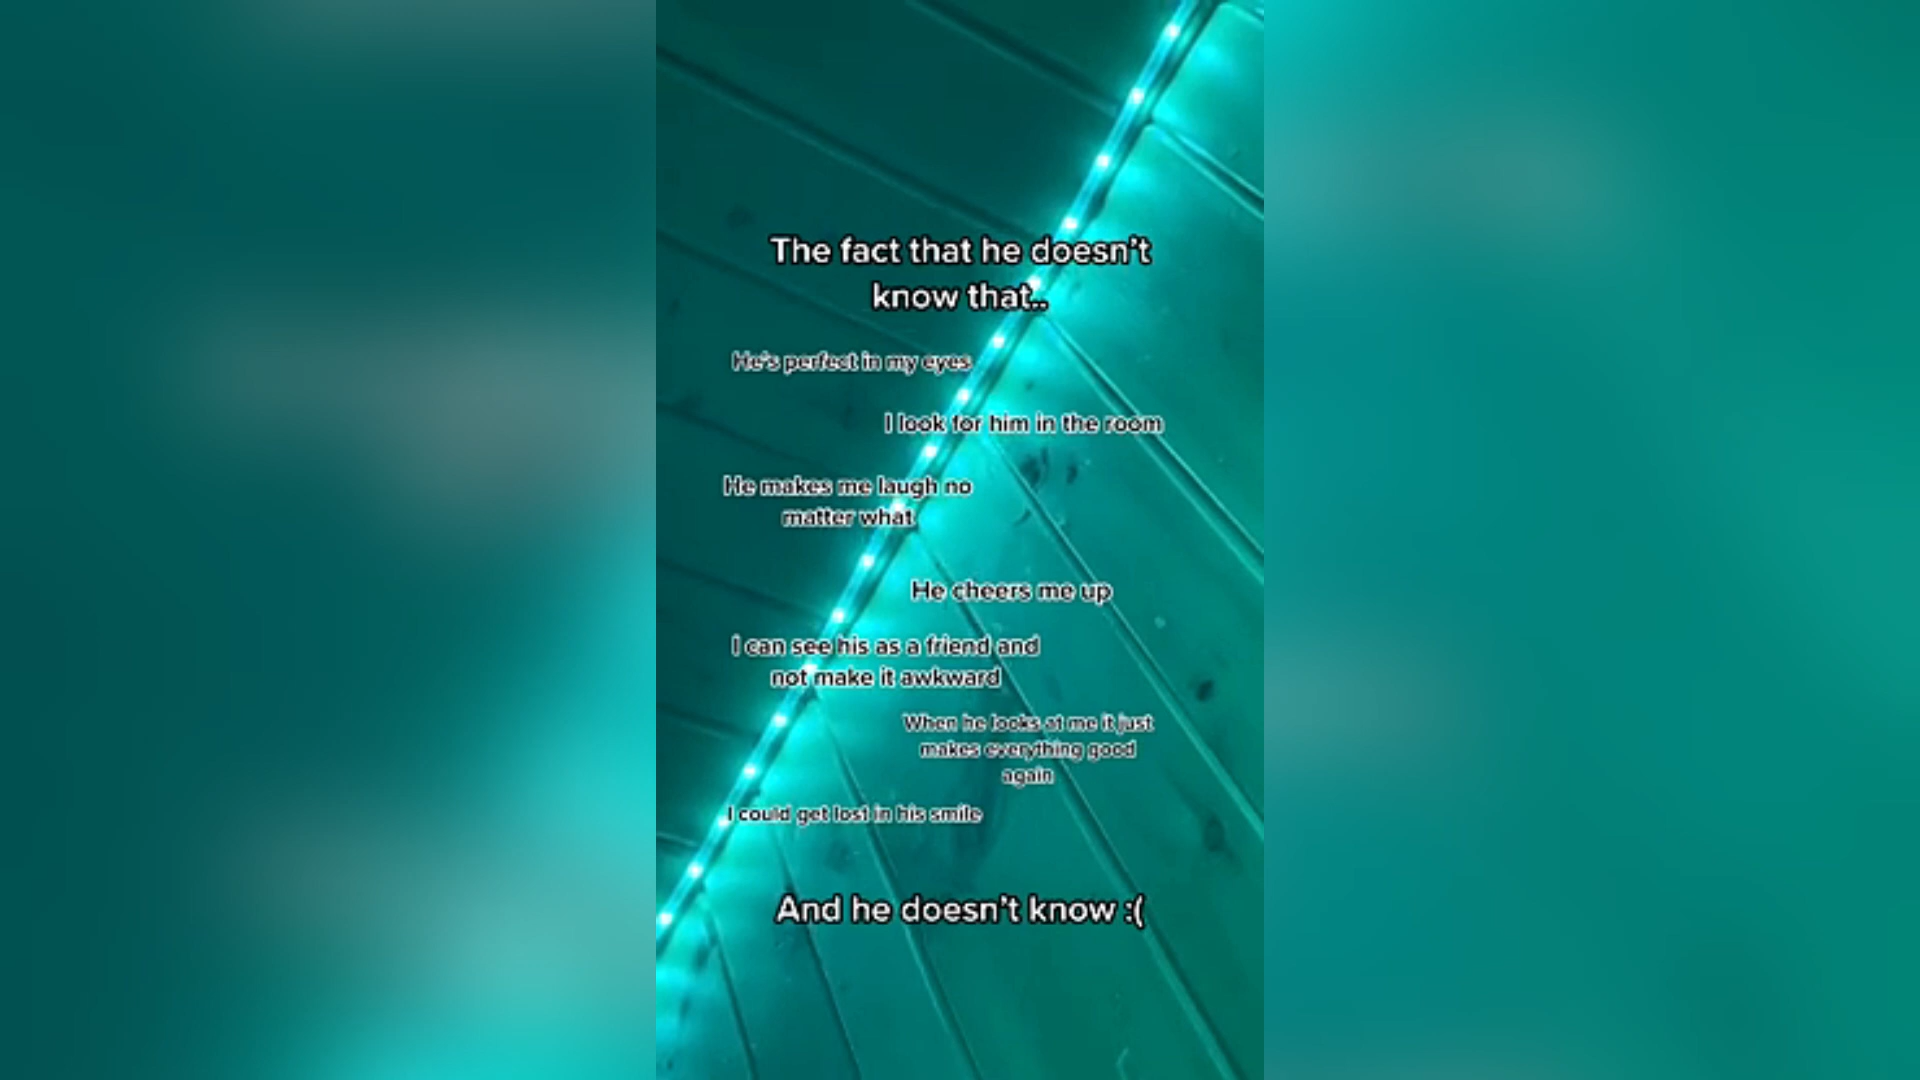 The fact that he doesn't
know that..
He's perfect in my eyes
I look for him in the room
He makes me laugh no
matter what
He cheers me up
I can see his as a friend and
not make it awkward
When he looks at me it just
makes everything good
again
I could get lost in his smile
And he doesn't know :(